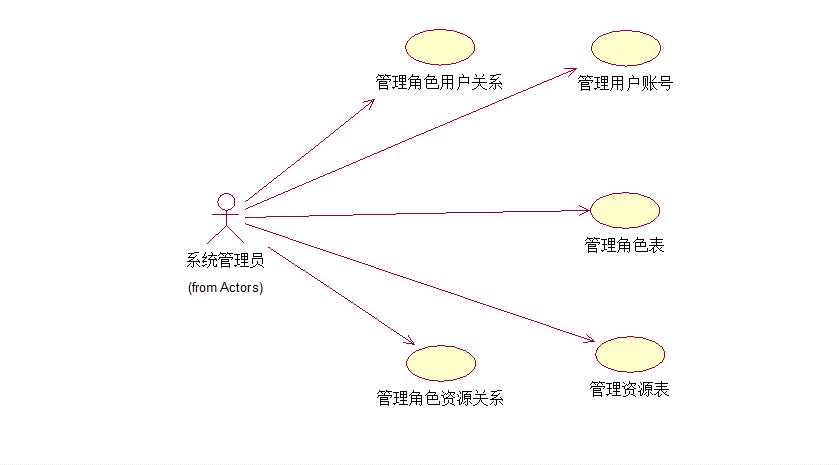 管理角色用户关系
管理用户账号
管理角色表
系统管理员
(from Actors)
管理资源表
管理角色资源关系